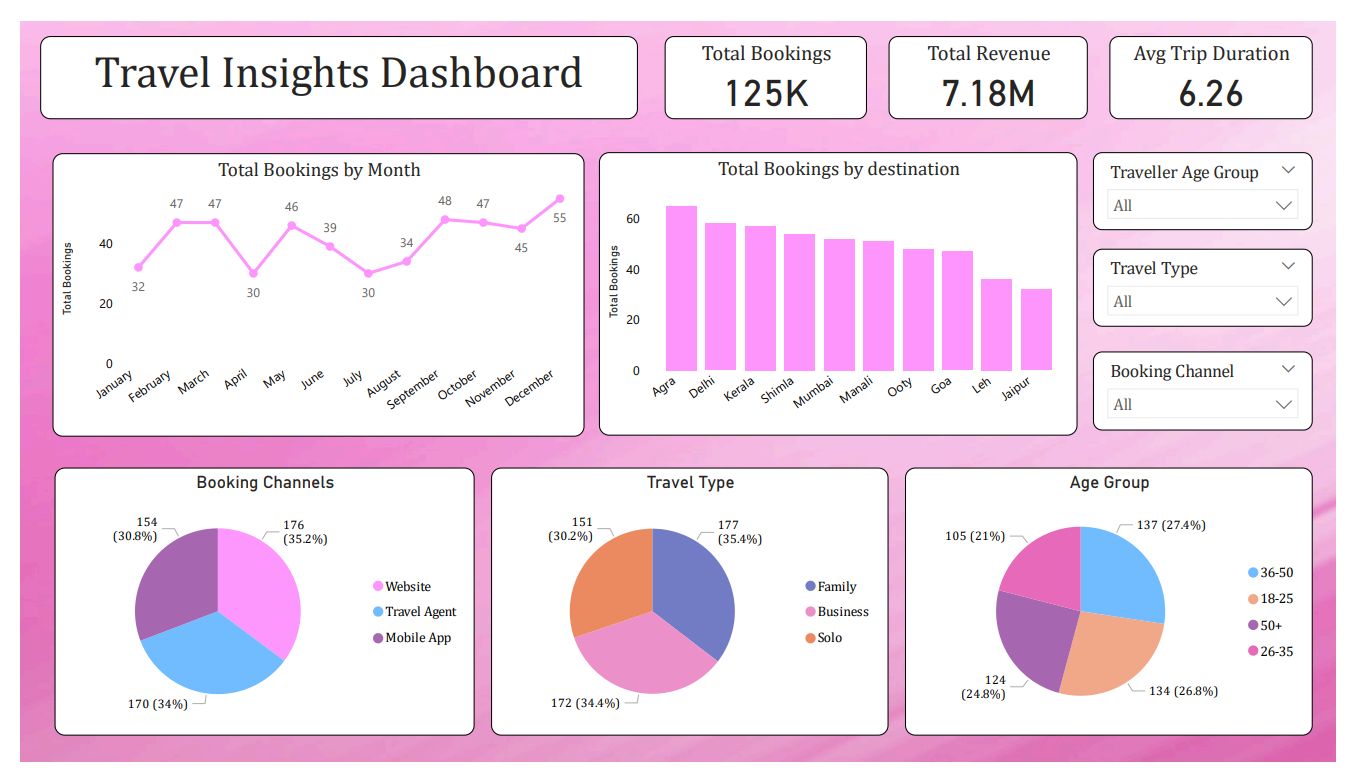 Travel Insights Dashboard
Total Bookings
125K
Total Revenue
7.18M
Avg Trip Duration
6.26
Total Bookings by Month
Total Bookings
40
20
0
32
47
47
30
46
39
30
34
48
47
45
55
January
February
March
April
May
June
July
August
September
October
November
December
Total Bookings by destination
Total Bookings
60
40
20
0
Agra
Delhi
Kerala
Shimla
Mumbai
Manali
Ooty
Goa
Leh
Jaipur
Traveller Age Group
All
Travel Type
All
Booking Channel
All
Booking Channels
154
(30.8%)
176
(35.2%)
170 (34%)
Website
Travel Agent
Mobile App
Travel Type
151
(30.2%)
177
(35.4%)
172 (34.4%)
Family
Business
Solo
Age Group
105 (21%)
137 (27.4%)
124
(24.8%)
134 (26.8%)
36-50
18-25
50+
26-35